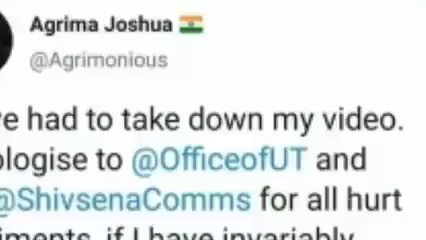 Agrima Joshua 🇮🇳
@Agrimonious
ve had to take down my video.
ologise to @OfficeofUT and
@ShivsenaComms for all hurt
iments, if I have invariably